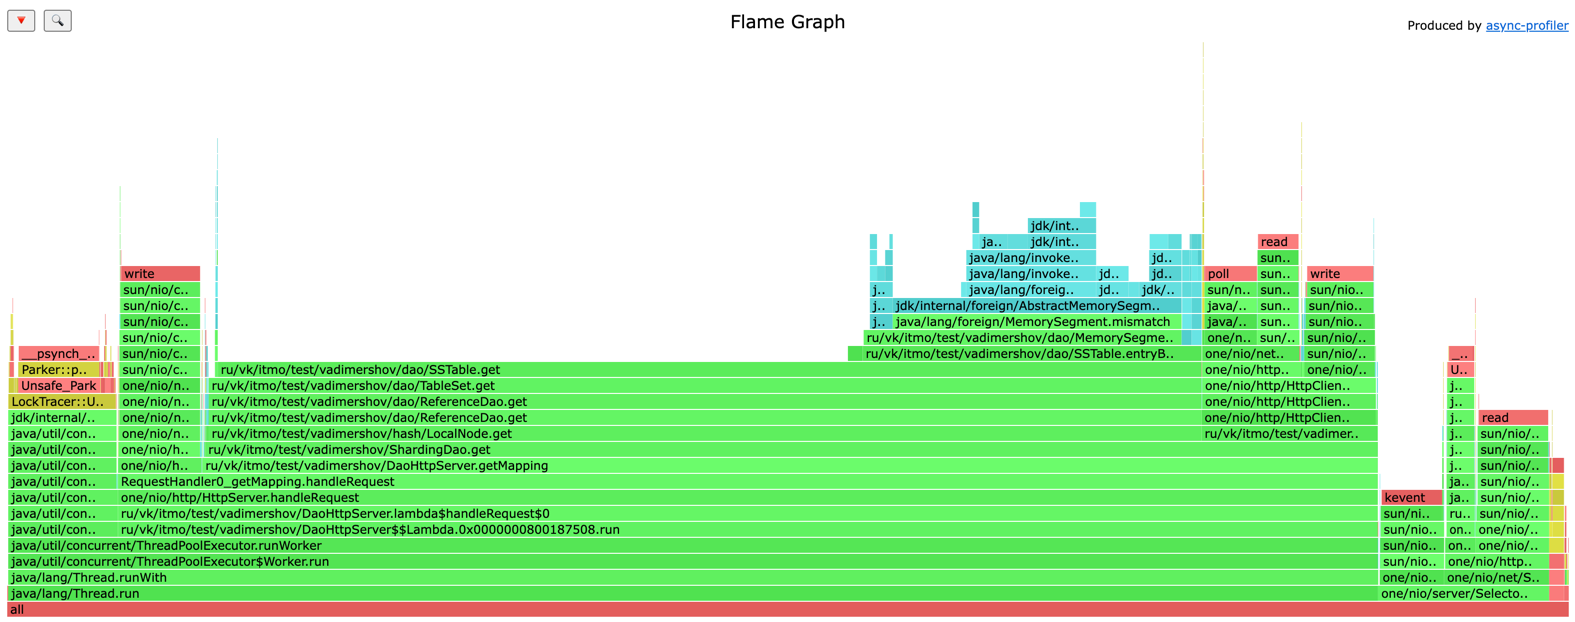 Flame Graph
Produced by async-profiler
jdk/int..
ja.. jdk/int.. read
java/lang/invoke.. jd.. sun..
write java/lang/invoke.. jd.. jd.. poll sun.. write
sun/nio/c.. j.. java/lang/foreig.. jd.. jdk/.. sun/n.. sun.. sun/nio..
sun/nio/c.. j.. jdk/internal/foreign/AbstractMemorySegm.. java/.. sun.. sun/nio..
sun/nio/c.. j.. java/lang/foreign/MemorySegment.mismatch java/.. sun.. sun/nio..
sun/nio/c.. ru/vk/itmo/test/vadimershov/dao/MemorySegme.. one/n.. sun/.. sun/nio..
__psynch_.. sun/nio/c.. ru/vk/itmo/test/vadimershov/dao/SSTable.entryB.. one/nio/net.. sun/nio.. _..
Parker::p.. sun/nio/c.. ru/vk/itmo/test/vadimershov/dao/SSTable.get one/nio/http.. one/nio/.. U..
Unsafe_Park one/nio/n.. ru/vk/itmo/test/vadimershov/dao/TableSet.get one/nio/http/HttpClien.. j..
LockTracer::U.. one/nio/n.. ru/vk/itmo/test/vadimershov/dao/ReferenceDao.get one/nio/http/HttpClien.. j..
jdk/internal/.. one/nio/n.. ru/vk/itmo/test/vadimershov/dao/ReferenceDao.get one/nio/http/HttpClien.. j.. read
java/util/con.. one/nio/n.. ru/vk/itmo/test/vadimershov/hash/LocalNode.get ru/vk/itmo/test/vadimer.. j.. sun/nio/..
java/util/con.. one/nio/h.. ru/vk/itmo/test/vadimershov/ShardingDao.get j.. sun/nio/..
java/util/con.. one/nio/h.. ru/vk/itmo/test/vadimershov/DaoHttpServer.getMapping j.. sun/nio/..
java/util/con.. RequestHandler0_getMapping.handleRequest ja.. sun/nio/..
java/util/con.. one/nio/http/HttpServer.handleRequest kevent ja.. sun/nio/..
java/util/con.. ru/vk/itmo/test/vadimershov/DaoHttpServer.lambda$handleRequest$0 sun/ni.. ru.. sun/nio/..
java/util/con.. ru/vk/itmo/test/vadimershov/DaoHttpServer$$Lambda.0x0000000800187508.run sun/nio.. on.. one/nio/..
java/util/concurrent/ThreadPoolExecutor.runWorker sun/nio.. on.. one/nio/..
java/util/concurrent/ThreadPoolExecutor$Worker.run sun/nio.. one/nio/http..
java/lang/Thread.runWith one/nio.. one/nio/net/S..
java/lang/Thread.run one/nio/server/Selecto..
all